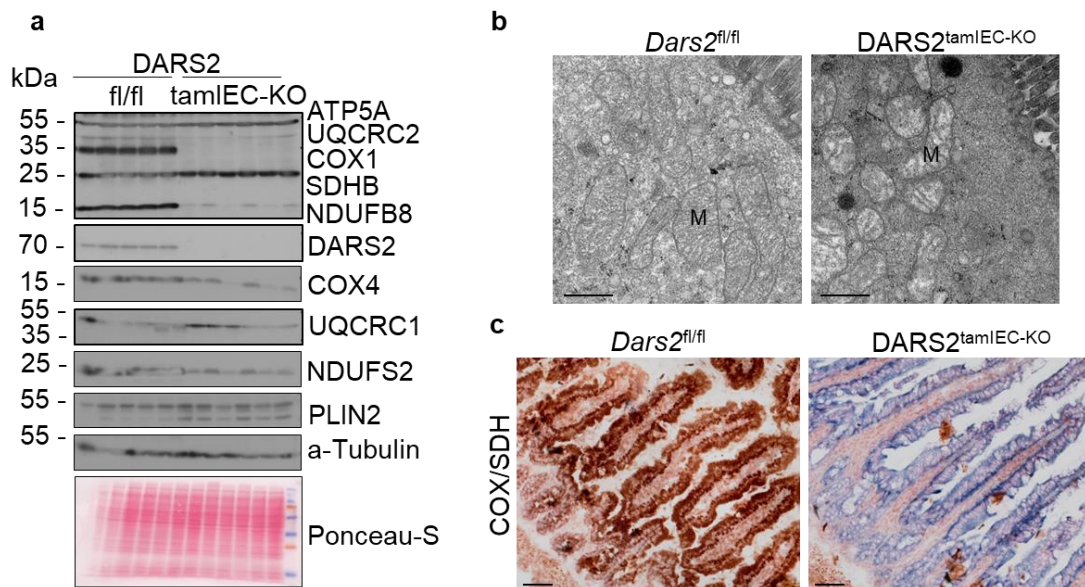 a
kDa
DARS2
fl/fl tamIEC-KO
55 -
35 -
25 -
15 -
ATP5A
UQCRC2
COX1
SDHB
NDUFB8
70 -
DARS2
15 -
COX4
55 -
35 -
UQCRC1
25 -
NDUFS2
55 -
PLIN2
55 -
a-Tubulin
Ponceau-S
b
Dars2fl/fl
DARS2tamIEC-KO
M
M
c
Dars2fl/fl
DARS2tamIEC-KO
COX/SDH